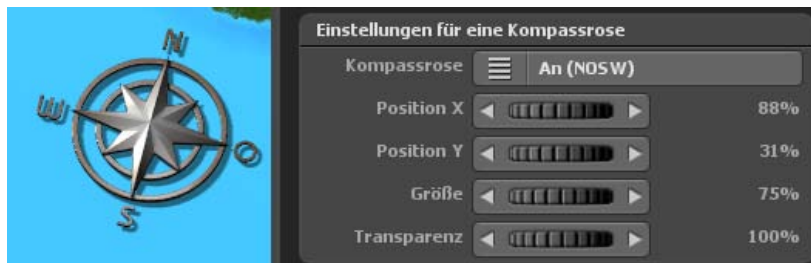 N
W
O
S
Einstellungen für eine Kompassrose
Kompassrose An (NOSW)
Position X 88%
Position Y 31%
Größe 75%
Transparenz 100%